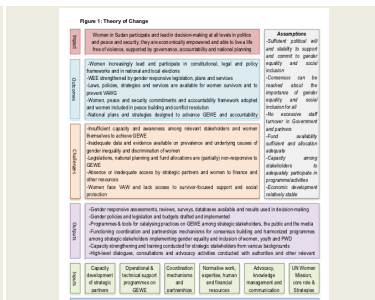 Figure 1: Theory of Change
Impact
Women in Sudan participate and lead in decision-making at all levels in politics
and peace and security, they are economically empowered and able to live a life
free of violence, supported by governance, accountability and national planning
Outcomes
-Women increasingly lead and participate in constitutional, legal and policy
frameworks and in national and local elections
-WEE strengthened by gender responsive legislation, plans and services
-Laws, policies, strategies and services are available for women survivors and to
prevent VAWG
-Women, peace and security commitments and accountability framework adopted
and women included in peace building and conflict resolution
-National plans and strategies designed to advance GEWE and accountability
Challenges
-Insufficient capacity and awareness among relevant stakeholders and women
themselves to achieve GEWE
-Inadequate data and evidence available on prevalence and underlying causes of
gender inequality and discrimination of women
-Legislations, national planning and fund allocations are (partially) non-responsive to
GEWE
-Absence or inadequate access by strategic partners and women to finance and
other resources
-Women face VAW and lack access to survivor-focused support and social
protection
Assumptions
-Sufficient political will
and stability to support
and commit to gender
equality and social
inclusion
-Consensus can be
reached about the
importance of gender
equality and social
inclusion for all
-No excessive staff
turnover in Government
and partners
-Fund availability
sufficient and allocation
adequate
-Capacity among
stakeholders to
adequately participate in
programme/activities
-Economic development
relatively stable
Outputs
-Gender responsive assessments, reviews, surveys, databases available and results used in decision-making
-Gender policies and legislation and budgets drafted and implemented
-Programmes & tools for catalysing practices on GEWE among strategic stakeholders, the public and the media
-Functioning coordination and partnerships mechanisms for consensus building and harmonized programmes
among strategic stakeholders implementing gender equality and inclusion of women, youth and PWD
-Capacity strengthening and training conducted for strategic stakeholders from various backgrounds
-High-level dialogues, consultations and advocacy activities conducted with authorities and other relevant
Inputs
Capacity
development
of strategic
partners
Operational &
technical support
programmes on
GEWE
Coordination
mechanisms
and
partnerships
Normative work,
expertise, human
and financial
resources
Advocacy,
knowledge
management and
communication
UN Women
Mission,
core role &
Strategies